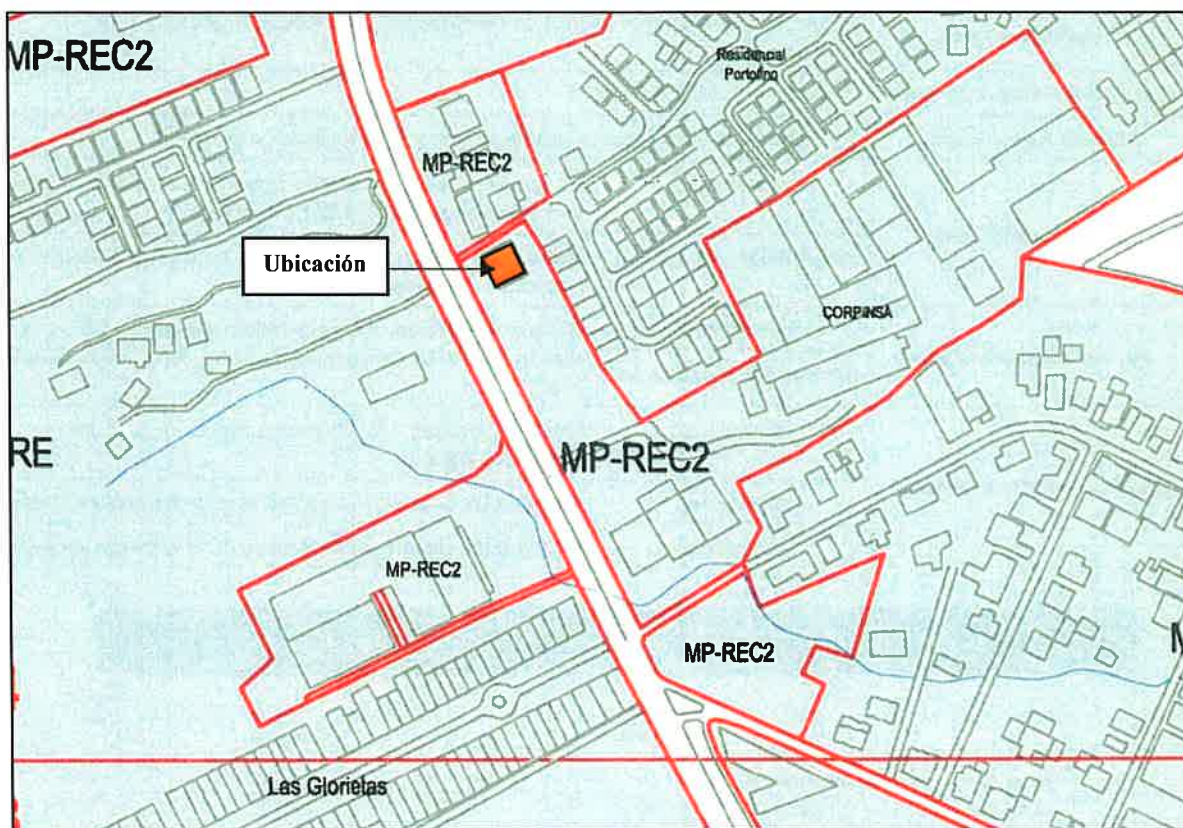 MP-REC2
Residencial
Portofino
MP-REC2
Ubicación
CORPINSA
RE
MP-REC2
MP-REC2
MP-REC2
M
Las Glorietas